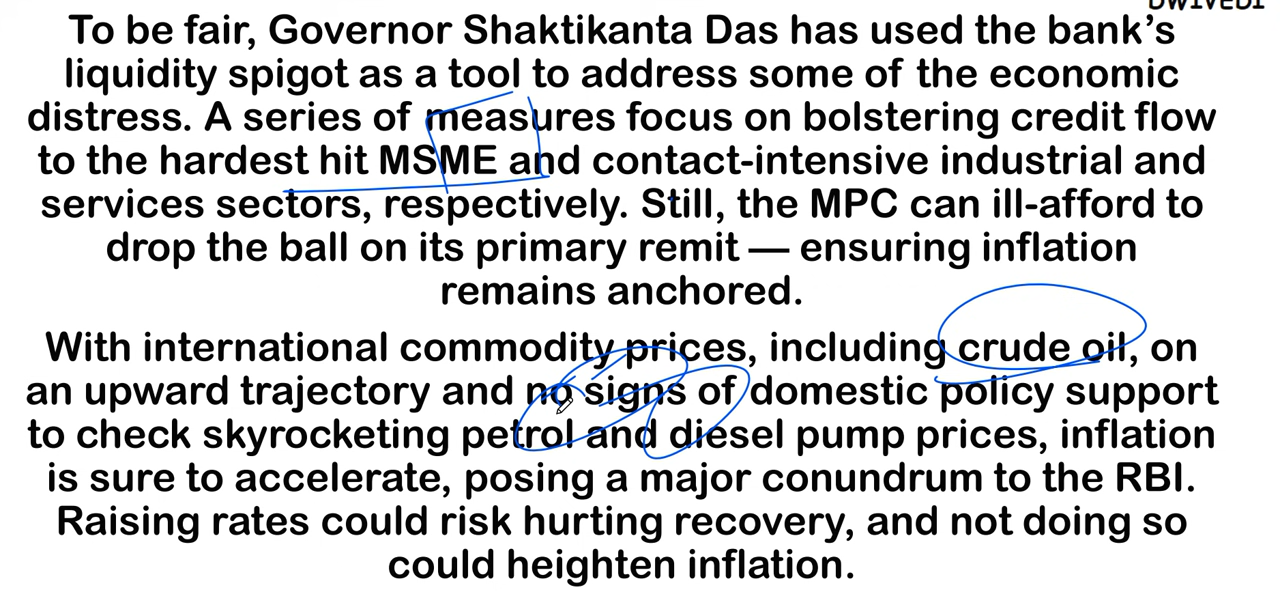 DWIVEDI
To be fair, Governor Shaktikanta Das has used the bank’s
liquidity spigot as a tool to address some of the economic
distress. A series of measures focus on bolstering credit flow
to the hardest hit MSME and contact-intensive industrial and
services sectors, respectively. Still, the MPC can ill-afford to
drop the ball on its primary remit — ensuring inflation
remains anchored.
With international commodity prices, including crude oil, on
an upward trajectory and no signs of domestic policy support
to check skyrocketing petrol and diesel pump prices, inflation
is sure to accelerate, posing a major conundrum to the RBI.
Raising rates could risk hurting recovery, and not doing so
could heighten inflation.